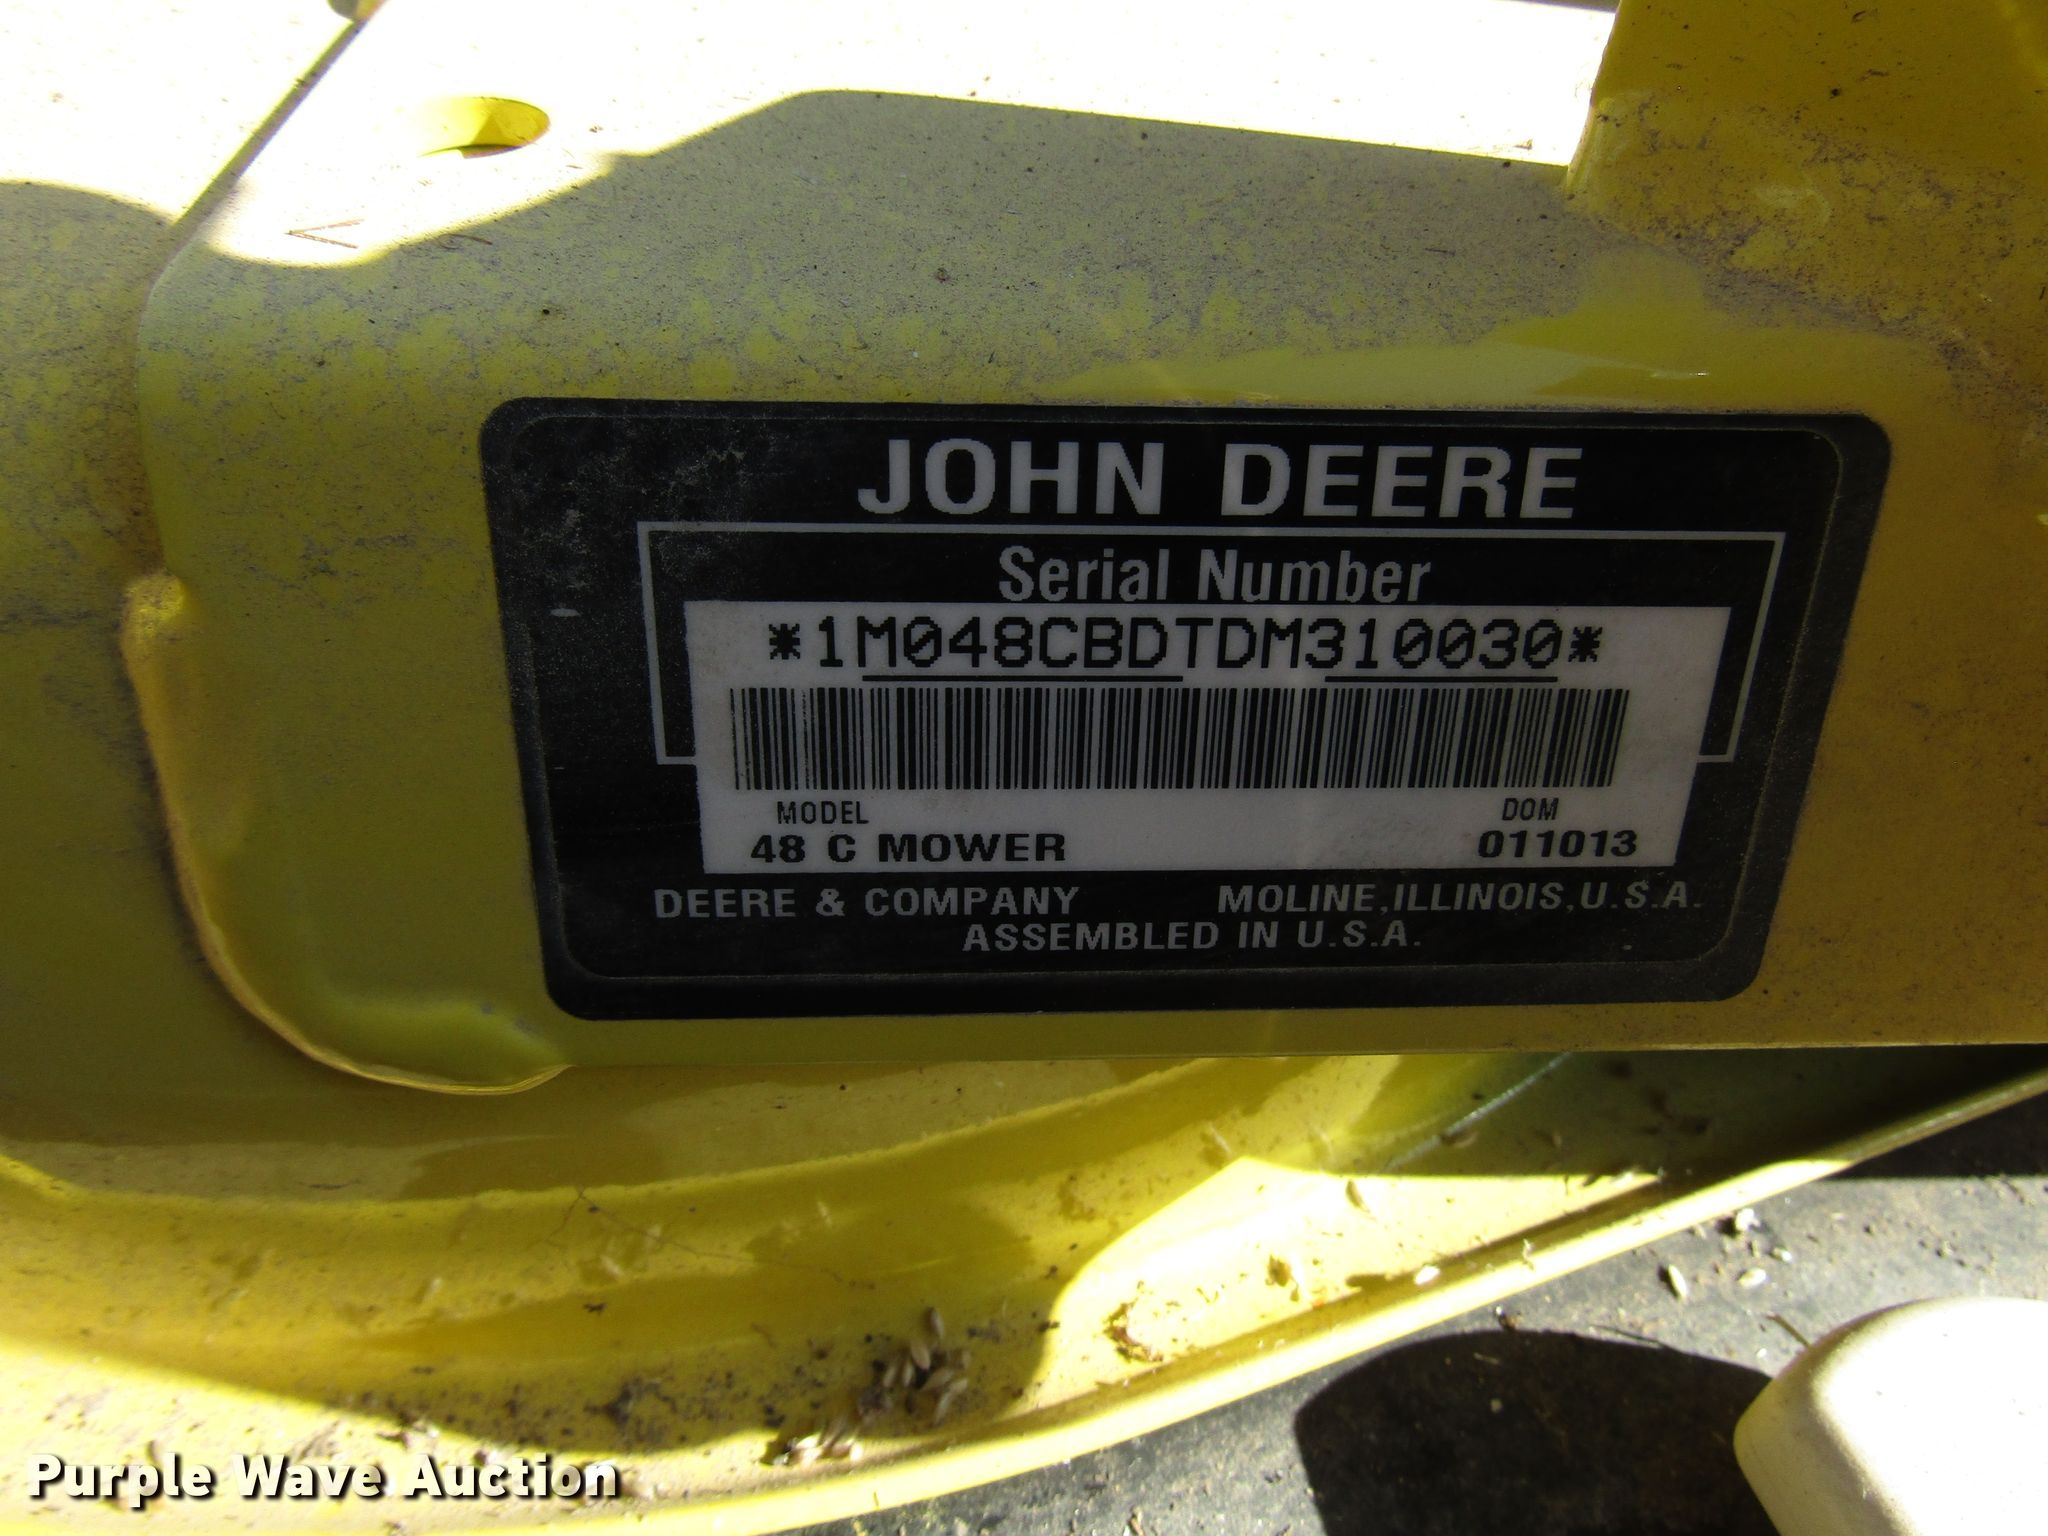 JOHN DEERE
Serial Number
*1M048CBDTDM310030*
MODEL DOM
48 C MOWER 011013
DEERE & COMPANY MOLINE, ILLINOIS, U.S.A.
ASSEMBLED IN U.S.A.
Purple Wave Auction